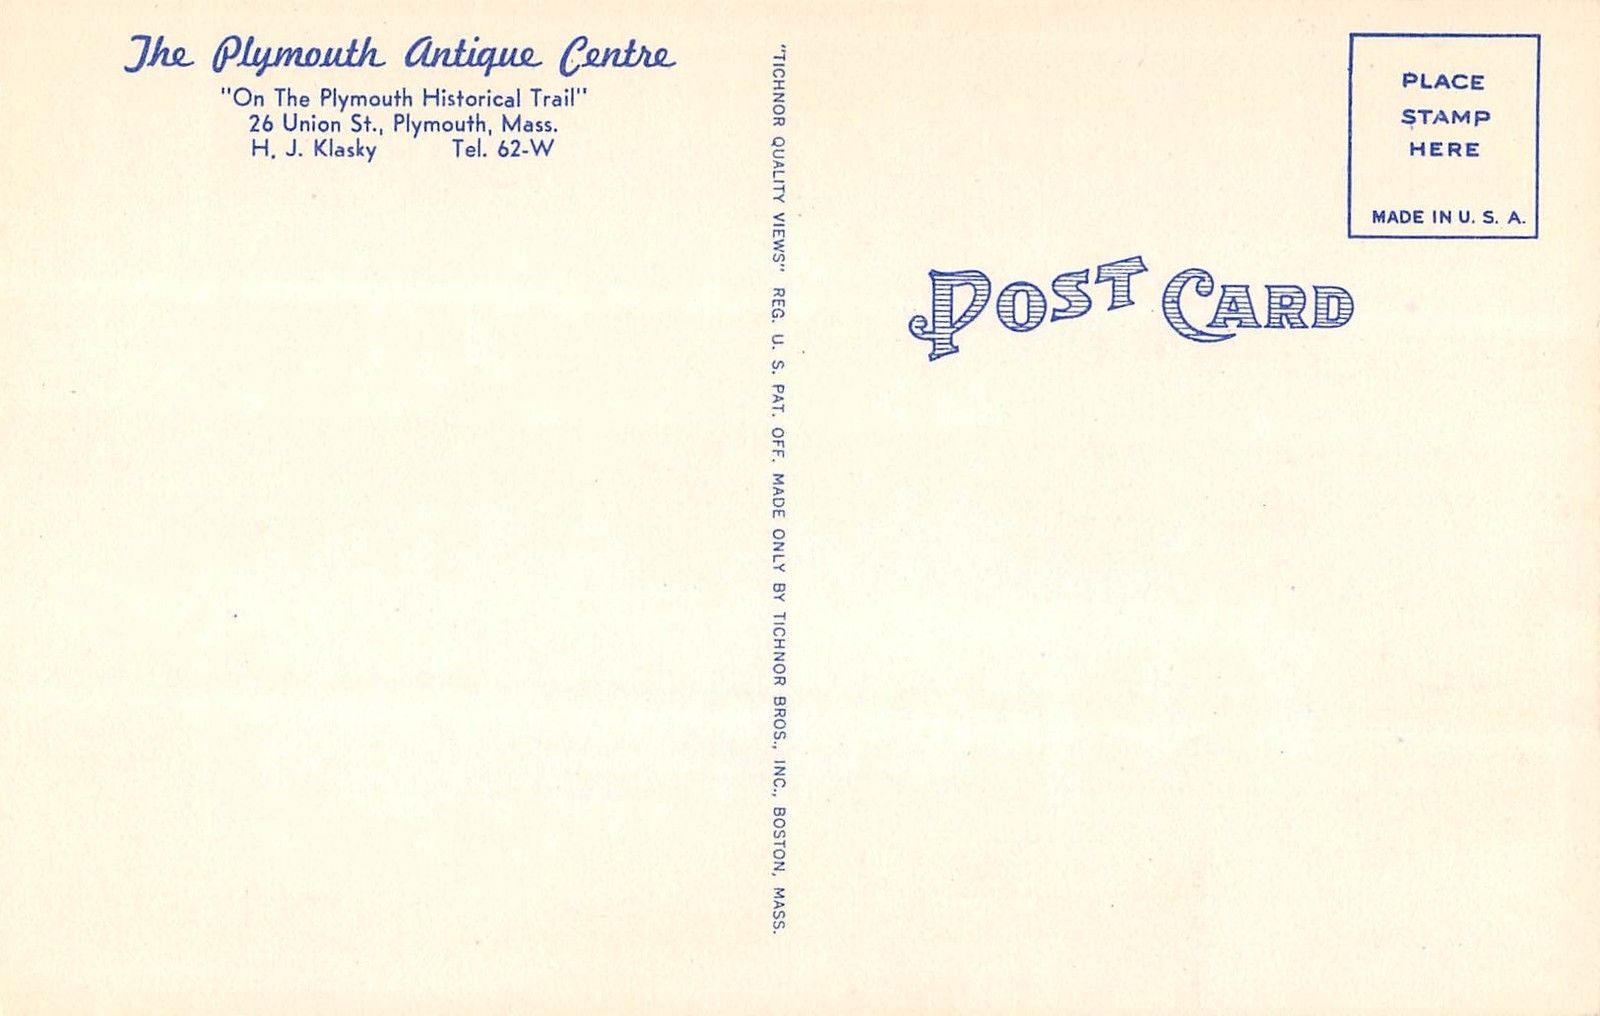 The Plymouth Antique Centre
"On The Plymouth Historical Trail"
26 Union St., Plymouth, Mass.
H. J. Klasky Tel. 62-W
"TICHNOR QUALITY VIEWS" REG. U. S. PAT. OFF. MADE ONLY BY TICHNOR BROS., INC., BOSTON, MASS.
PLACE
STAMP
HERE
MADE IN U. S. A.
POST CARD